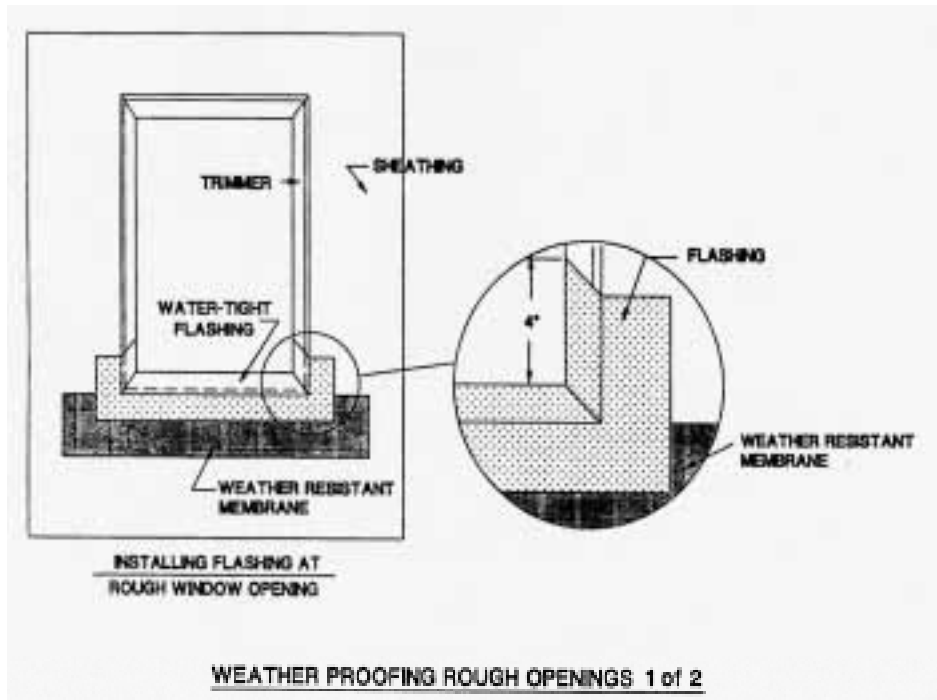 SHEATHING
TRIMMER
FLASHING
WATER-TIGHT
FLASHING
4"
WEATHER RESISTANT
MEMBRANE
WEATHER RESISTANT
MEMBRANE
INSTALLING FLASHING AT
ROUGH WINDOW OPENING
WEATHER PROOFING ROUGH OPENINGS 1 of 2